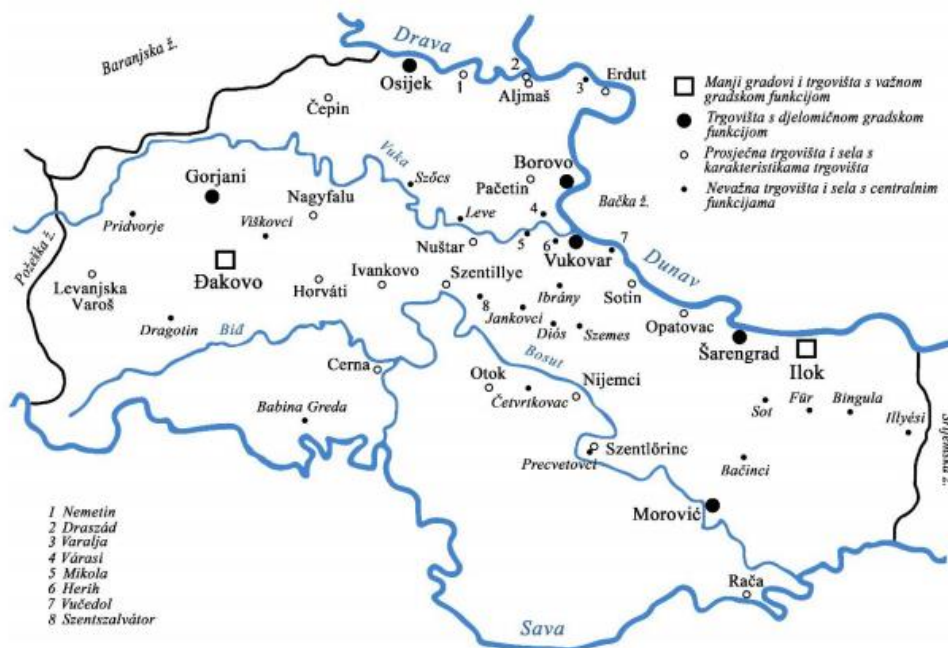 Baranjska ž.
Drava
Osijek
1
2
Aljmaš
3
Erdut
Čepin
Manji gradovi i trgovišta s važnom
gradskom funkcijom
Trgovišta s djelomičnom gradskom
funkcijom
Prosječna trgovišta i sela s
karakteristikama trgovišta
Nevažna trgovišta i sela s centralnim
funkcijama
Vuka
Szőcs
Borovo
Pačetin
Gorjani
Nagyfalu
Pridvorje
Viškovci
Leve
4
Bačka ž.
Požeška ž.
Nuštar
5
6
Vukovar
7
Dunav
Đakovo
Levanjska
Varoš
Horváti
Ivankovo
Szentillye
8
Jankovci
Ibrány
Sotin
Dragotin
Diós
Szemes
Opatovac
Biđ
Bosut
Šarengrad
Ilok
Cerna
Otok
Četvrtkovac
Nijemci
Babina Greda
Sot
Für
Bingula
Illyési
Srijemska ž.
Szentlőrinc
Precvetovci
Bačinci
Morović
1 Nemetin
2 Draszád
3 Varalja
4 Várasi
5 Mikola
6 Herih
7 Vučedol
8 Szentszalvátor
Rača
Sava